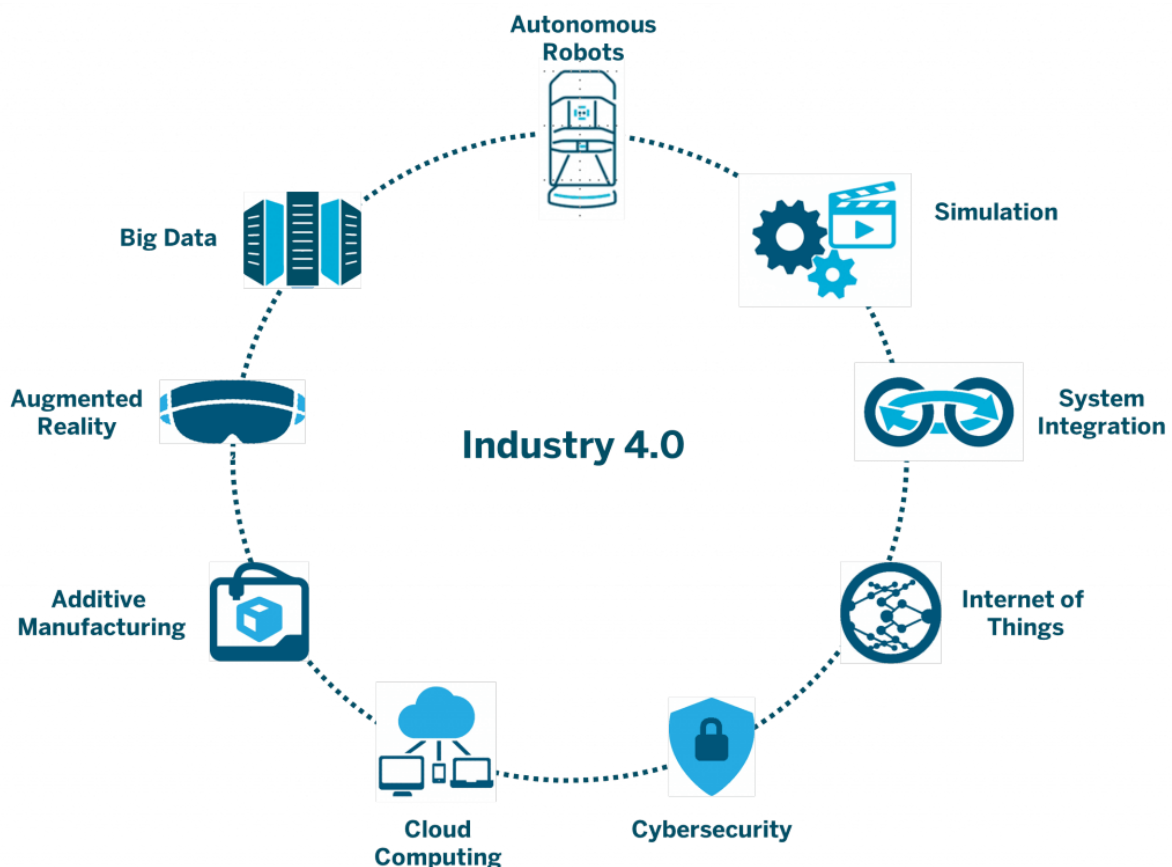 Autonomous
Robots
Simulation
Big Data
System
Integration
Augmented
Reality
Industry 4.0
Internet of
Things
Additive
Manufacturing
Cybersecurity
Cloud
Computing